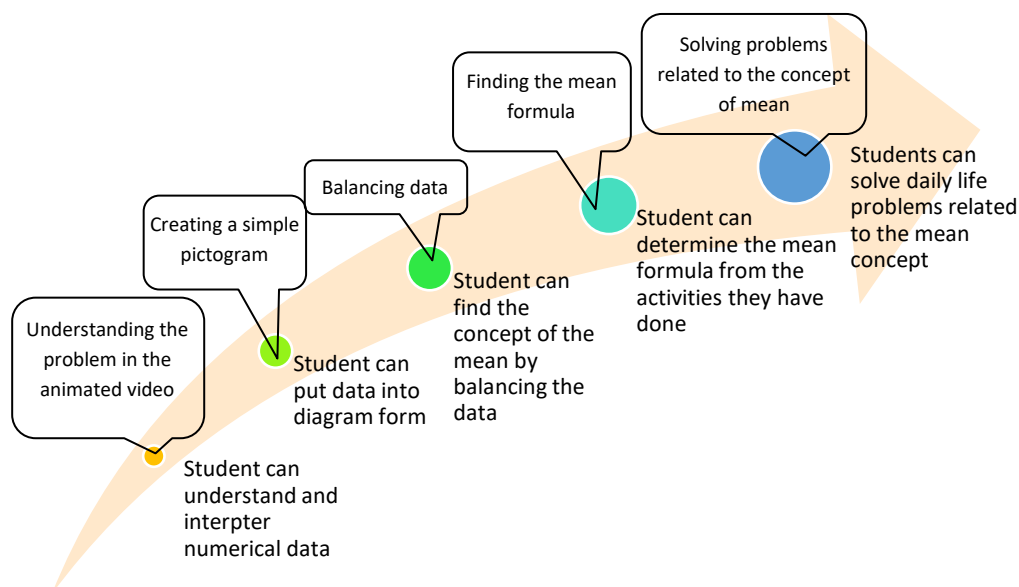 Understanding the
problem in the
animated video
Student can
understand and
interpter
numerical data
Creating a simple
pictogram
Student can
put data into
diagram form
Balancing data
Student can
find the
concept of the
mean by
balancing the
data
Finding the mean
formula
Student can
determine the mean
formula from the
activities they have
done
Solving problems
related to the concept
of mean
Students can
solve daily life
problems related
to the mean
concept